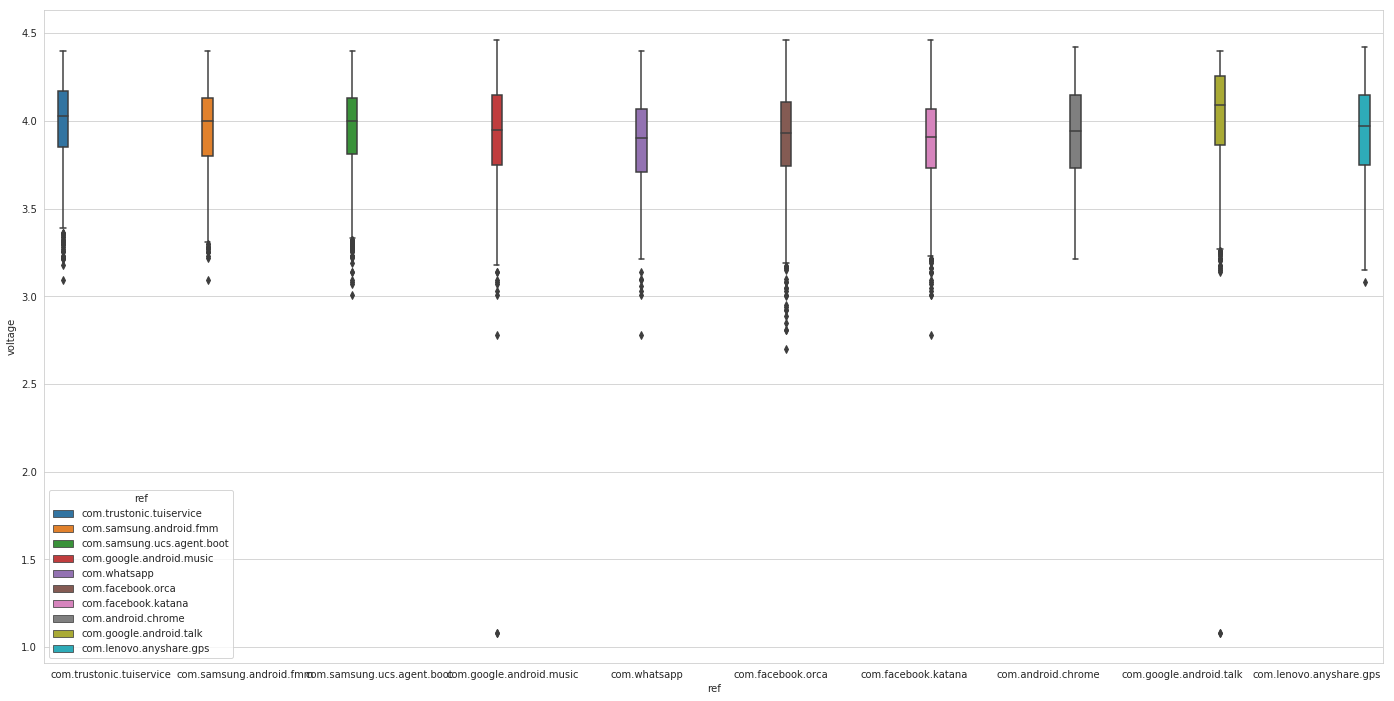 4.5
4.0
3.5
3.0
2.5
2.0
1.5
1.0
voltage
ref
com.trustonic.tuiservice
com.samsung.android.fmm
com.samsung.ucs.agent.boot
com.google.android.music
com.whatsapp
com.facebook.orca
com.facebook.katana
com.android.chrome
com.google.android.talk
com.lenovo.anyshare.gps
com.trustonic.tuiservice com.samsung.android.fmm com.samsung.ucs.agent.boot com.google.android.music com.whatsapp com.facebook.orca com.facebook.katana com.android.chrome com.google.android.talk com.lenovo.anyshare.gps
ref